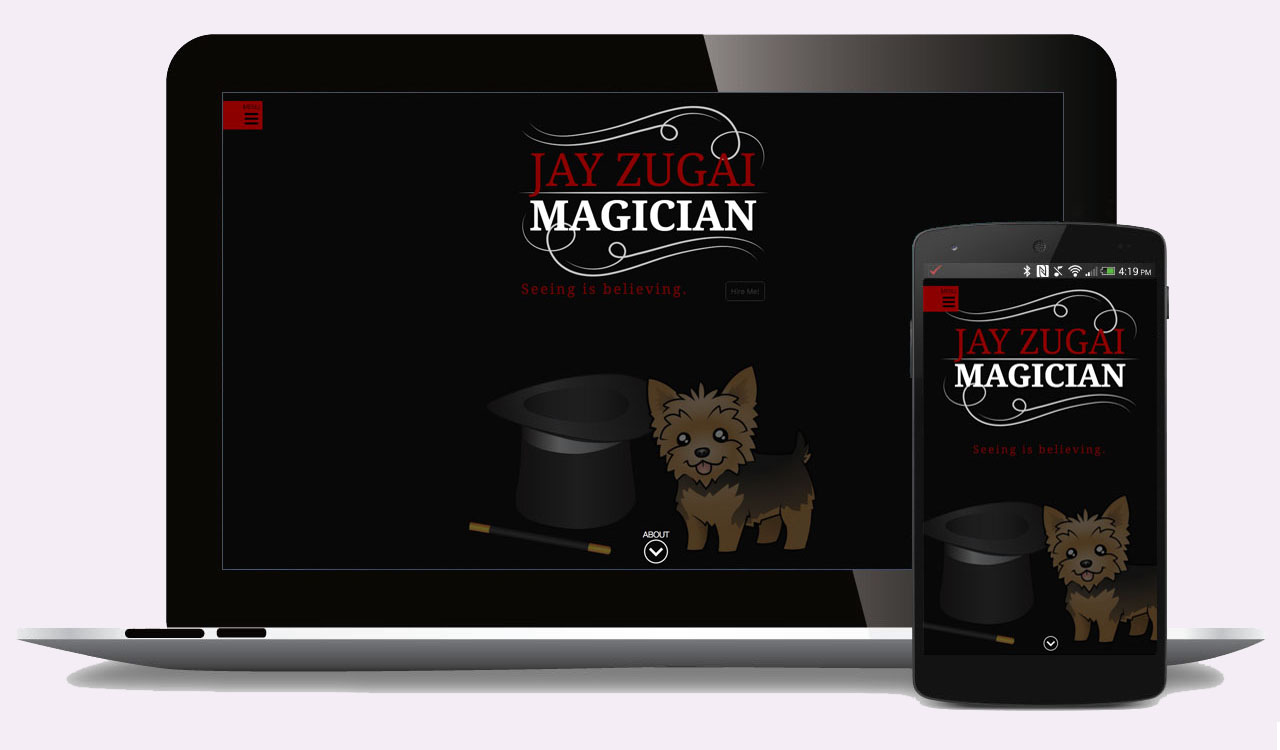 MENU
JAY ZUGAI
MAGICIAN
Seeing is believing.
Hire Me!
ABOUT
4:19 PM
MENU
JAY ZUGAI
MAGICIAN
Seeing is believing.